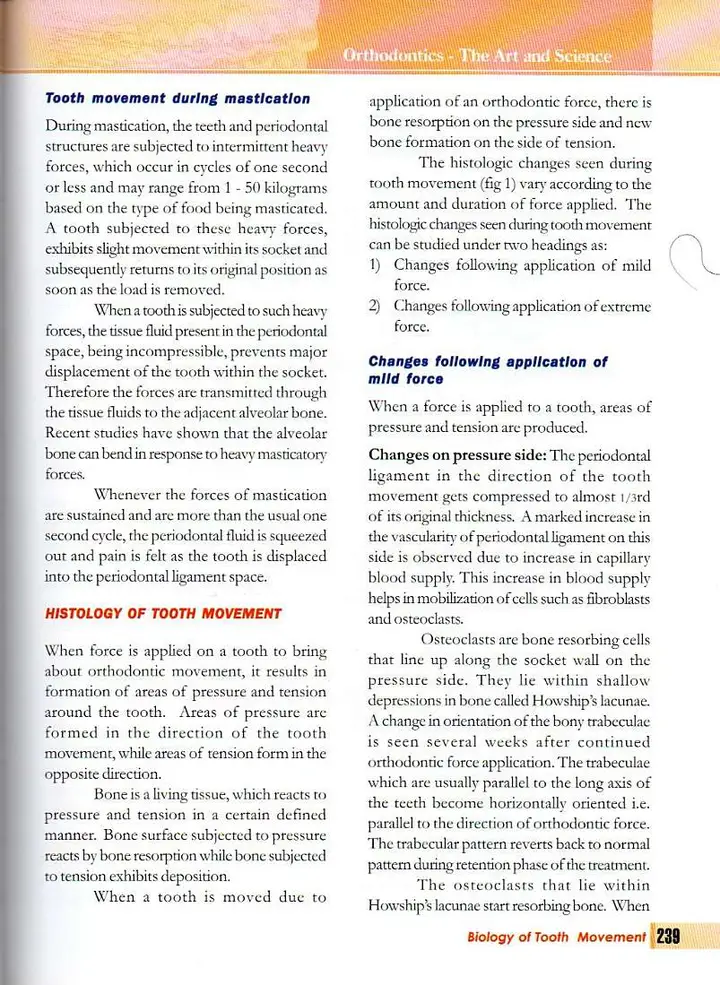 Orthodontics - The Art and Science
Tooth movement during mastication
During mastication, the teeth and periodontal
structures are subjected to intermittent heavy
forces, which occur in cycles of one second
or less and may range from 1 - 50 kilograms
based on the type of food being masticated.
A tooth subjected to these heavy forces,
exhibits slight movement within its socket and
subsequently returns to its original position as
soon as the load is removed.
When a tooth is subjected to such heavy
forces, the tissue fluid present in the periodontal
space, being incompressible, prevents major
displacement of the tooth within the socket.
Therefore the forces are transmitted through
the tissue fluids to the adjacent alveolar bone.
Recent studies have shown that the alveolar
bone can bend in response to heavy masticatory
forces.
Whenever the forces of mastication
are sustained and are more than the usual one
second cycle, the periodontal fluid is squeezed
out and pain is felt as the tooth is displaced
into the periodontal ligament space.
HISTOLOGY OF TOOTH MOVEMENT
When force is applied on a tooth to bring
about orthodontic movement, it results in
formation of areas of pressure and tension
around the tooth. Areas of pressure are
formed in the direction of the tooth
movement, while areas of tension form in the
opposite direction.
Bone is a living tissue, which reacts to
pressure and tension in a certain defined
manner. Bone surface subjected to pressure
reacts by bone resorption while bone subjected
to tension exhibits deposition.
When a tooth is moved due to
application of an orthodontic force, there is
bone resorption on the pressure side and new
bone formation on the side of tension.
The histologic changes seen during
tooth movement (fig 1) vary according to the
amount and duration of force applied. The
histologic changes seen during tooth movement
can be studied under two headings as:
1) Changes following application of mild
force.
2) Changes following application of extreme
force.
Changes following application of
mild force
When a force is applied to a tooth, areas of
pressure and tension are produced.
Changes on pressure side: The periodontal
ligament in the direction of the tooth
movement gets compressed to almost 1/3rd
of its original thickness. A marked increase in
the vascularity of periodontal ligament on this
side is observed due to increase in capillary
blood supply. This increase in blood supply
helps in mobilization of cells such as fibroblasts
and osteoclasts.
Osteoclasts are bone resorbing cells
that line up along the socket wall on the
pressure side. They lie within shallow
depressions in bone called Howship's lacunae.
A change in orientation of the bony trabeculae
is seen several weeks after continued
orthodontic force application. The trabeculae
which are usually parallel to the long axis of
the teeth become horizontally oriented i.e.
parallel to the direction of orthodontic force.
The trabecular pattern reverts back to normal
pattern during retention phase of the treatment.
The osteoclasts that lie within
Howship's lacunae start resorbing bone. When
Biology of Tooth Movement 239